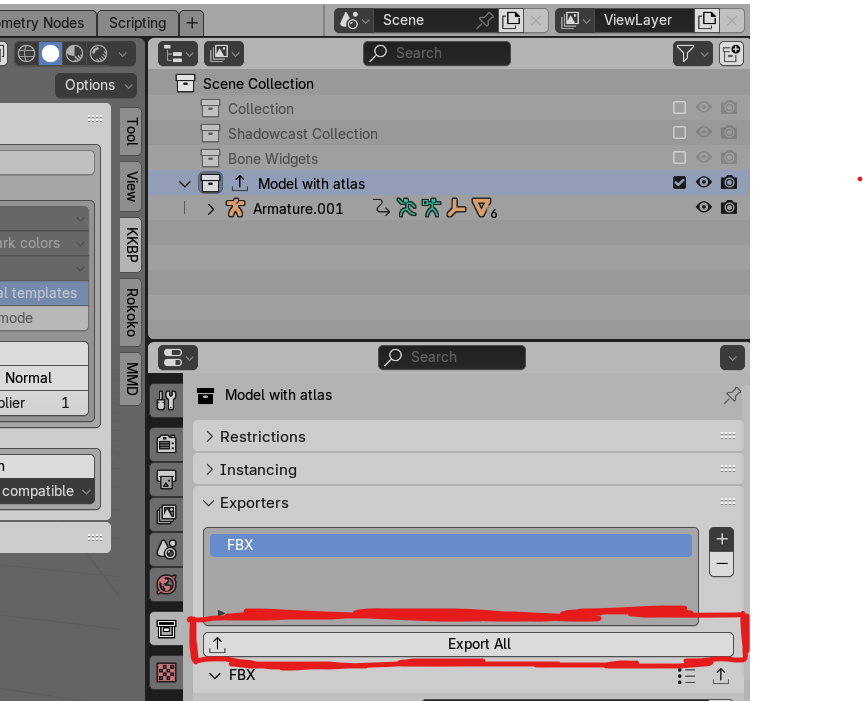 metry Nodes
Scripting
+
Scene
ViewLayer
Options
Search
Scene Collection
Collection
Shadowcast Collection
Bone Widgets
Model with atlas
Armature.001
6
Tool
View
KKBP
Rokoko
MMD
rk colors
al templates
mode
Normal
plier 1
n
compatible
Search
Model with atlas
Restrictions
Instancing
Exporters
FBX
Export All
FBX